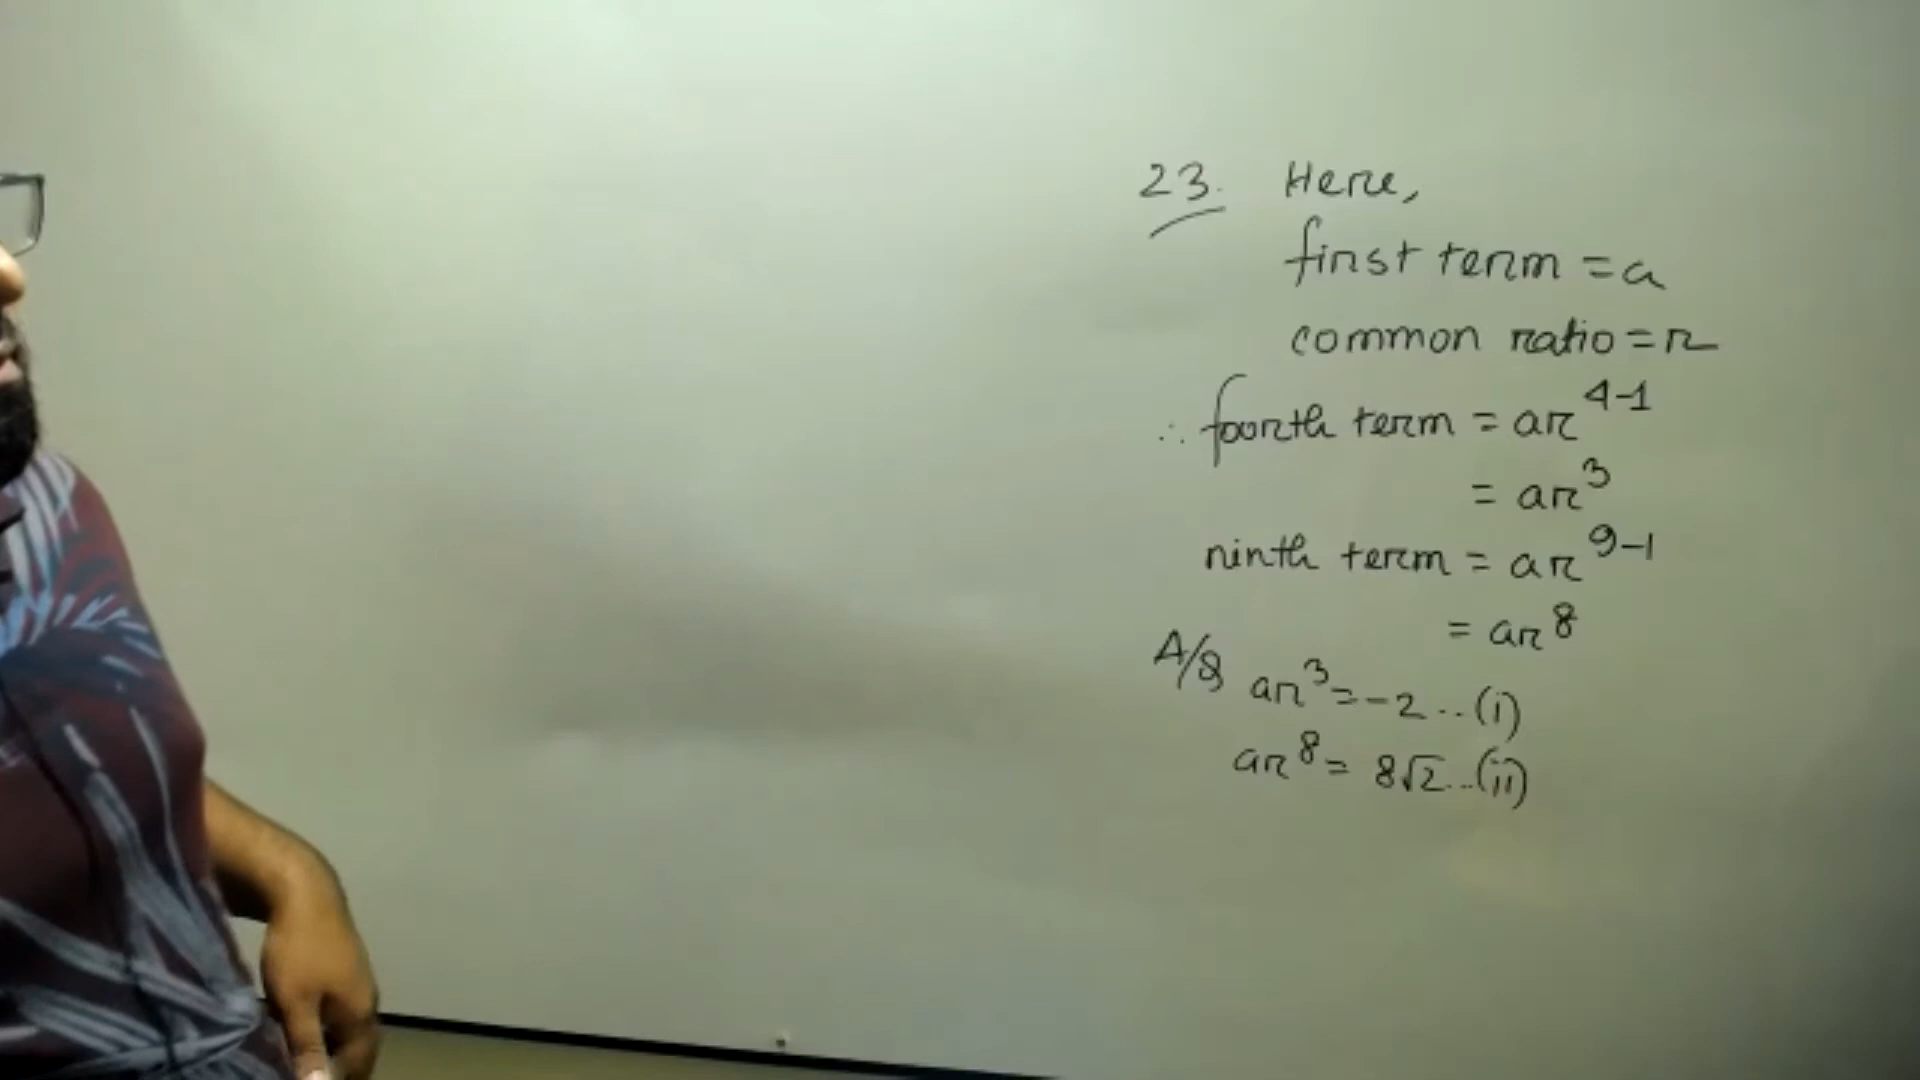 23. Here,
first term = a
common ratio = r
∴ fourth term = ar^4-1
= ar^3
ninth term = ar^9-1
= ar^8
A/Q ar^3 = -2 ..(i)
ar^8 = 8√2 ...(ii)